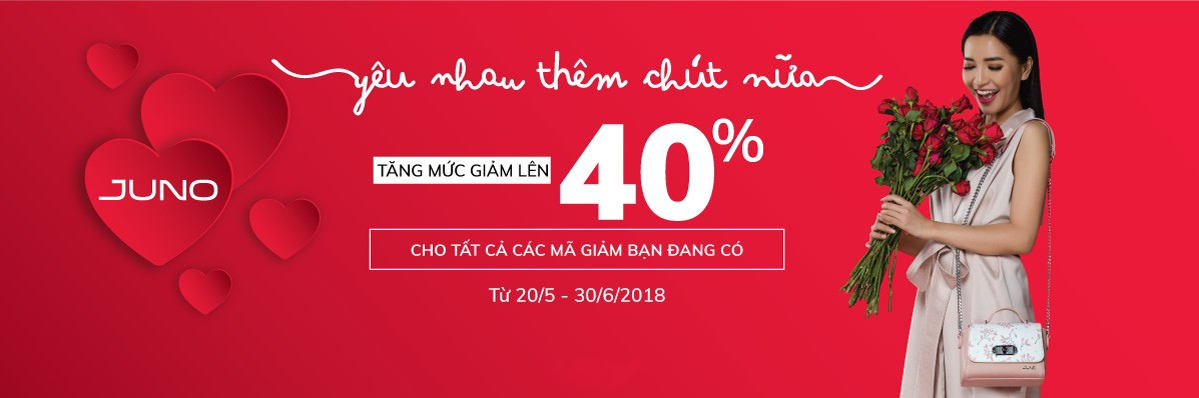 yêu nhau thêm chút nữa
JUNO
TĂNG MỨC GIẢM LÊN 40%
CHO TẤT CẢ CÁC MÃ GIẢM BẠN ĐANG CÓ
Từ 20/5 - 30/6/2018